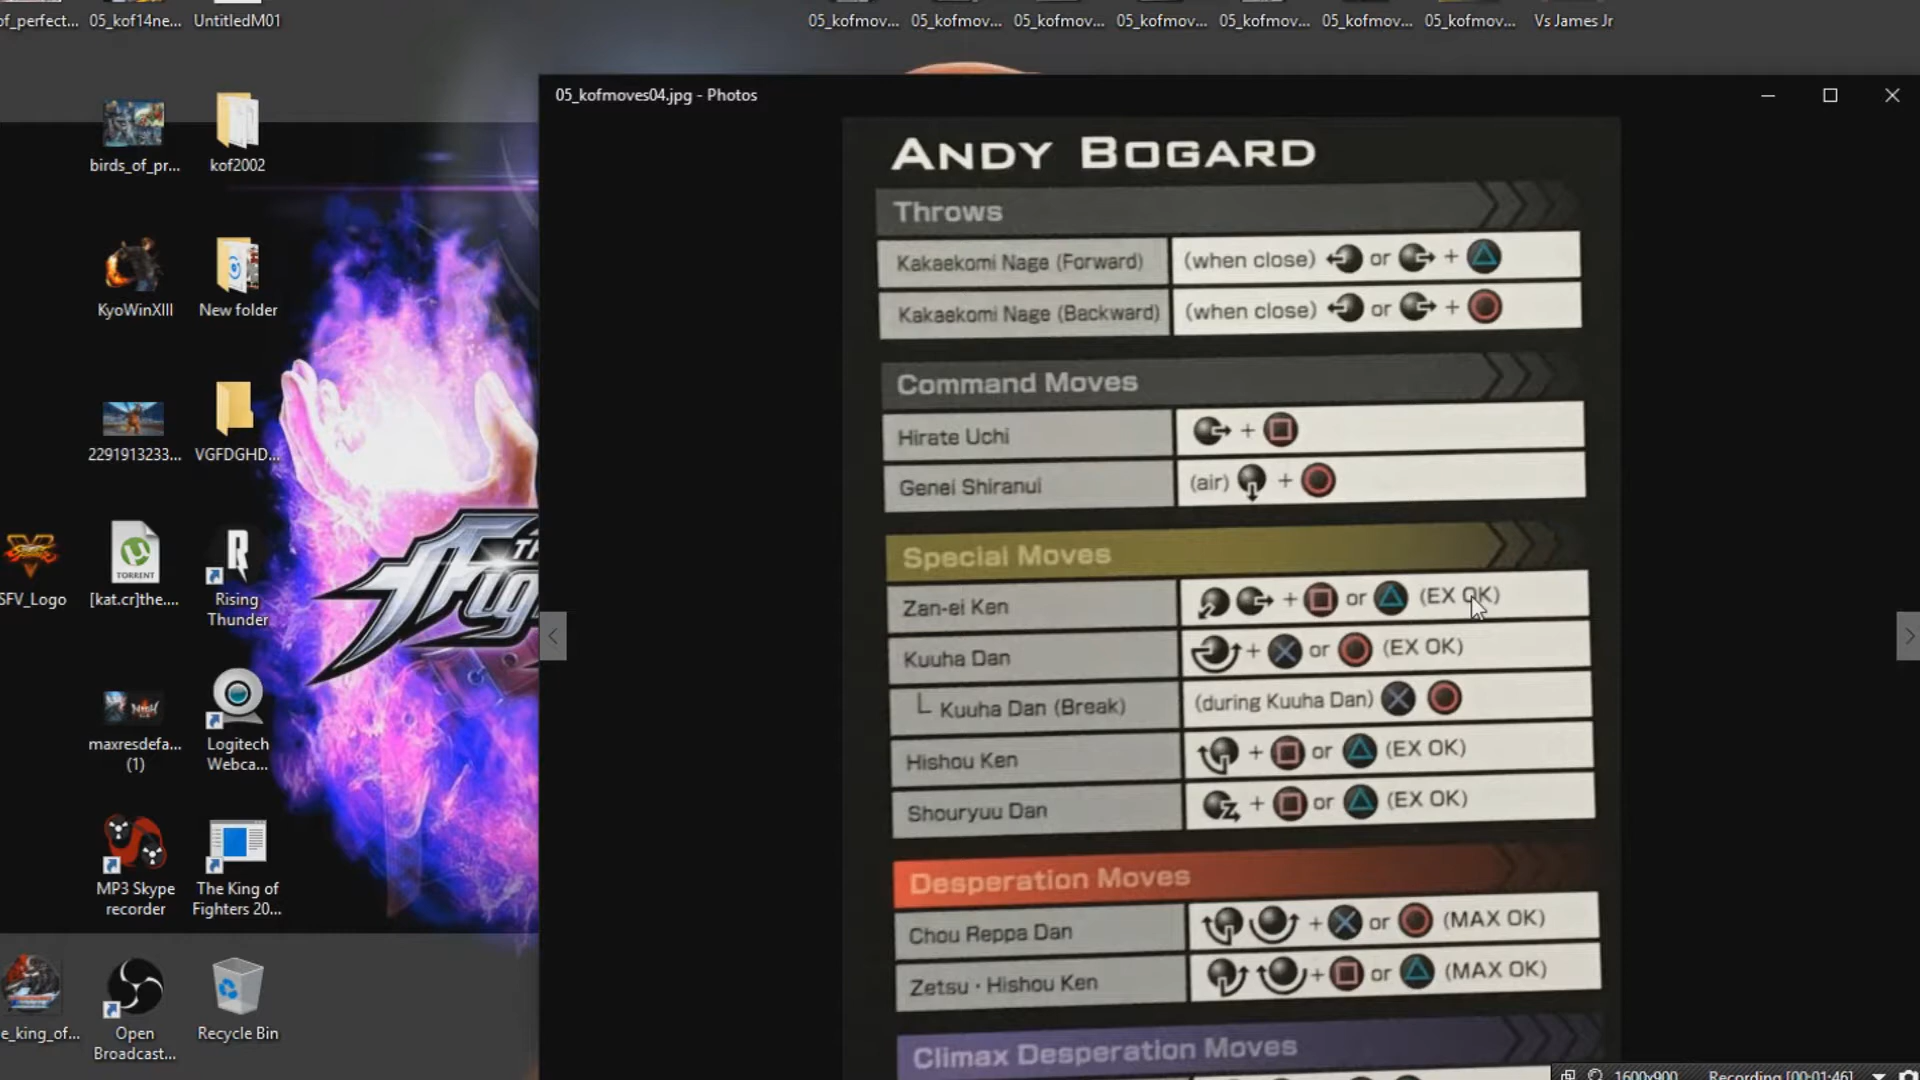 of_perfect...
05_kof14ne...
UntitledM01
05_kofmov...
05_kofmov...
05_kofmov...
05_kofmov...
05_kofmov...
05_kofmov...
05_kofmov...
Vs James Jr
05_kofmoves04.jpg - Photos
birds_of_pr...
kof2002
KyoWinXIII
New folder
2291913233...
VGFDGHD...
SFV_Logo
TORRENT
[kat.cr]the....
Rising Thunder
maxresdefa... (1)
Logitech Webca...
MP3 Skype recorder
The King of Fighters 20...
e_king_of...
Open Broadcast...
Recycle Bin
ANDY BOGARD
Throws
Kakaekomi Nage (Forward) (when close) or +
Kakaekomi Nage (Backward) (when close) or +
Command Moves
Hirate Uchi +
Genei Shiranui (air) +
Special Moves
Zan-ei Ken + or (EX OK)
Kuuha Dan + or (EX OK)
Kuuha Dan (Break) (during Kuuha Dan)
Hishou Ken + or (EX OK)
Shouryuu Dan + or (EX OK)
Desperation Moves
Chou Reppa Dan + or (MAX OK)
Zetsu · Hishou Ken + or (MAX OK)
Climax Desperation Moves
1600x900 Recording [00:01:46]